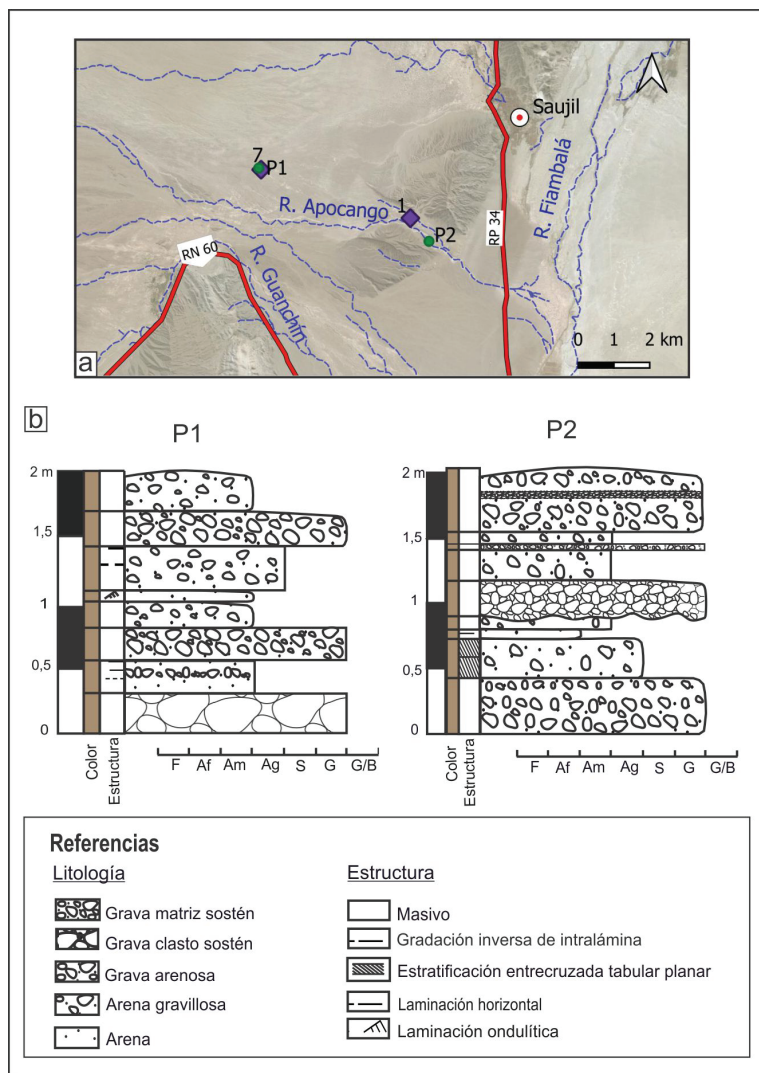 Saujil
7
P1
R. Apocango
1
P2
R. Fiambalá
RP 34
RN 60
R. Guanchín
0 1 2 km
a
b
P1
P2
2 m
1,5
1
0,5
0
Color
Estructura
F Af Am Ag S G G/B
2 m
1,5
1
0,5
0
Color
Estructura
F Af Am Ag S G G/B
Referencias
Litología
Grava matriz sostén
Grava clasto sostén
Grava arenosa
Arena gravillosa
Arena
Estructura
Masivo
Gradación inversa de intralámina
Estratificación entrecruzada tabular planar
Laminación horizontal
Laminación ondulítica